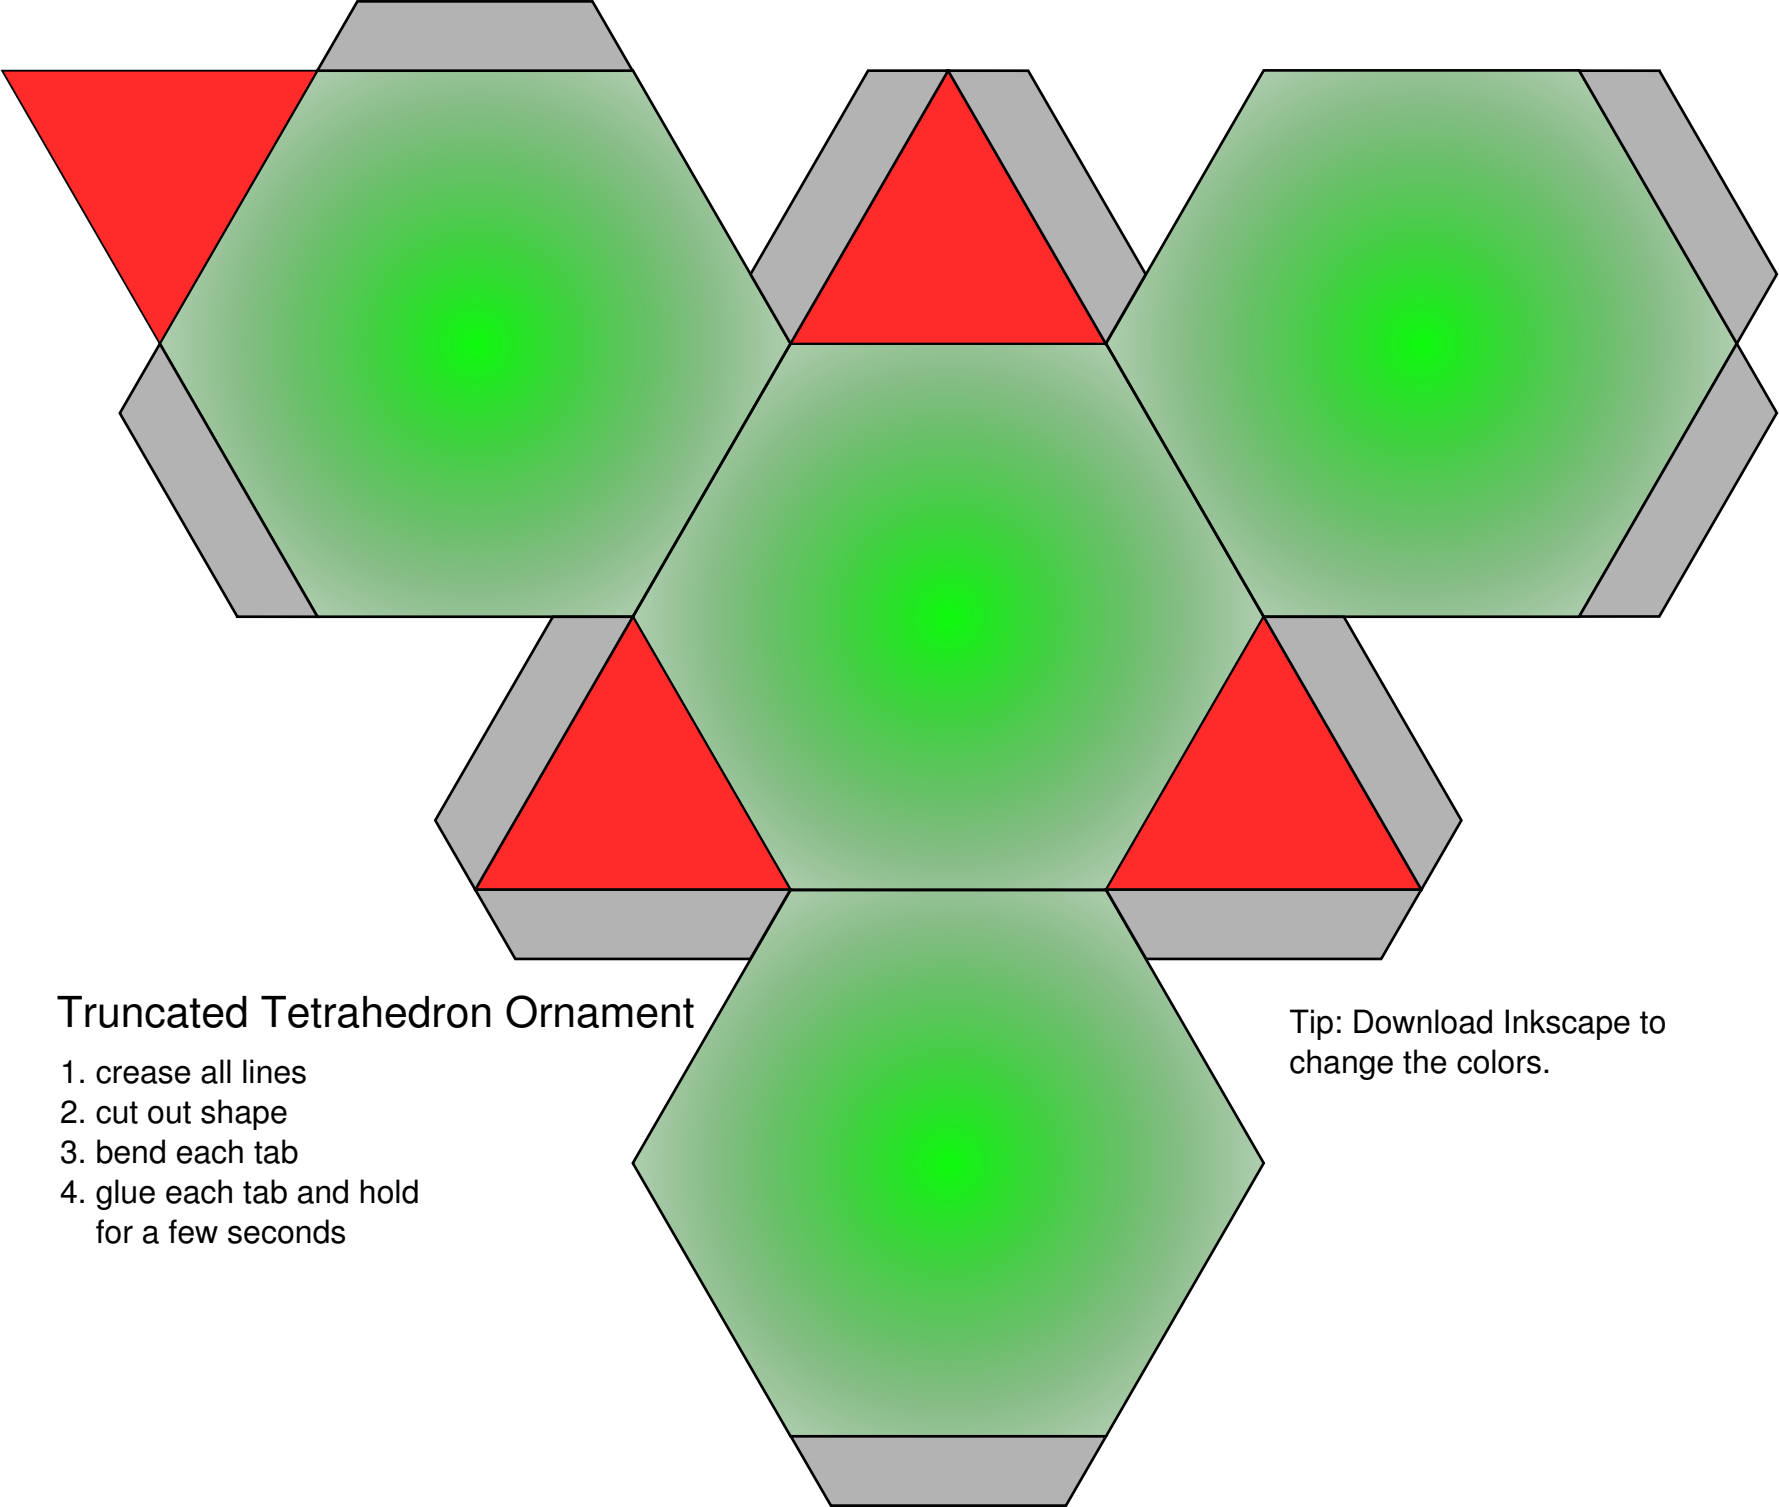 Truncated Tetrahedron Ornament
1. crease all lines
2. cut out shape
3. bend each tab
4. glue each tab and hold
for a few seconds
Tip: Download Inkscape to
change the colors.